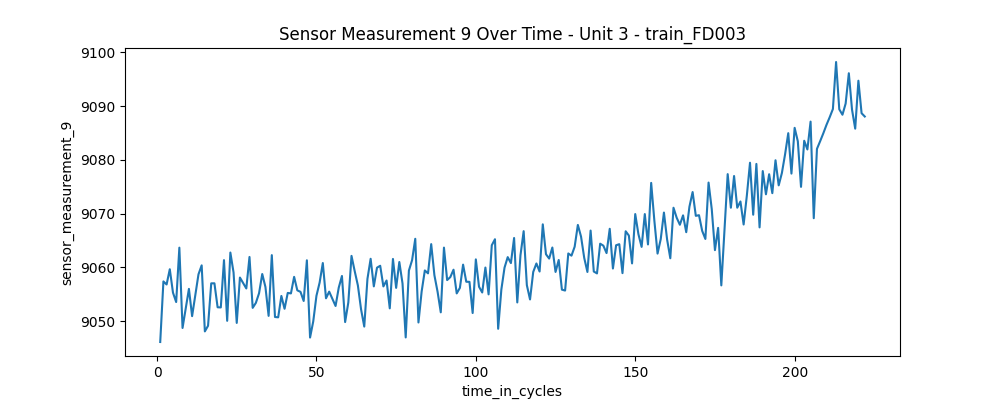 Sensor Measurement 9 Over Time - Unit 3 - train_FD003
9100
9090
9080
9070
9060
9050
sensor_measurement_9
0 50 100 150 200
time_in_cycles